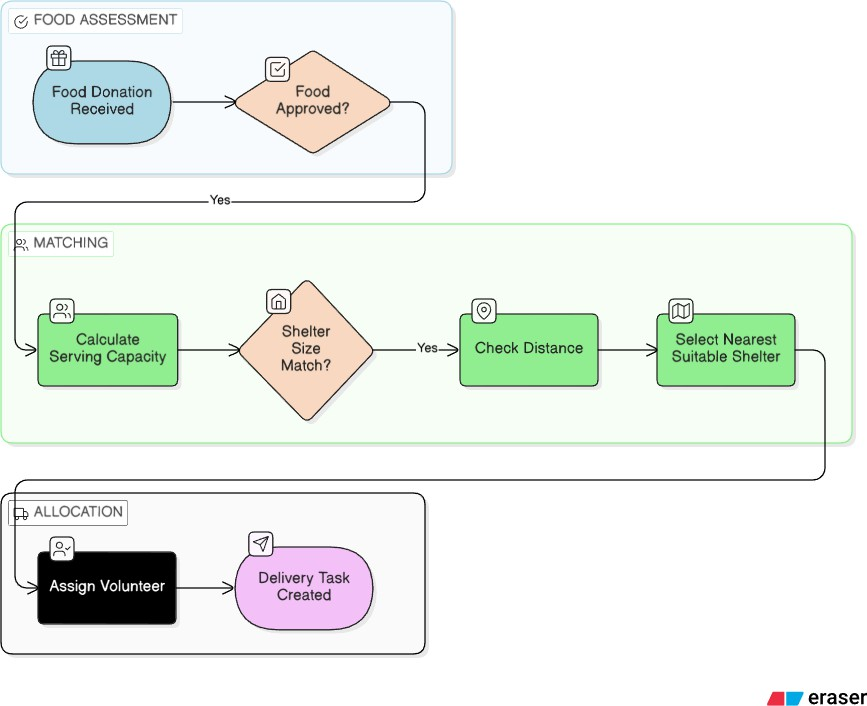 FOOD ASSESSMENT
Food Donation
Received
Food
Approved?
Yes
MATCHING
Calculate
Serving Capacity
Shelter
Size
Match?
Yes
Check Distance
Select Nearest
Suitable Shelter
ALLOCATION
Assign Volunteer
Delivery Task
Created
eraser